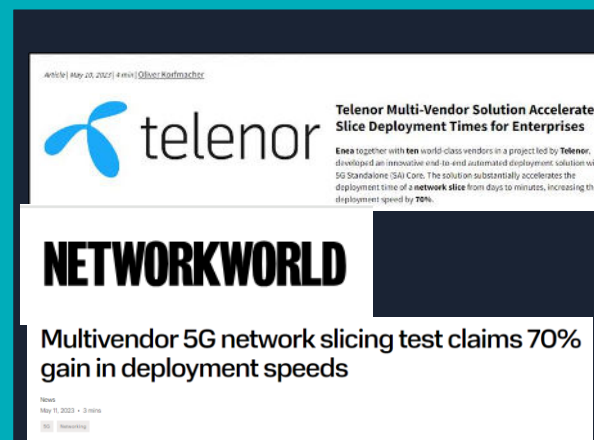 Article| May 10, 2023| 4 min| Oliver Korfmacher
telenor
Telenor Multi-Vendor Solution Accelerate
Slice Deployment Times for Enterprises
Enea together with ten world-class vendors in a project led by Telenor,
developed an innovative end-to-end automated deployment solution wi
5G Standalone (SA) Core. The solution substantially accelerates the
deployment time of a network slice from days to minutes, increasing th
deployment speed by 70%.
NETWORKWORLD
Multivendor 5G network slicing test claims 70%
gain in deployment speeds
News
May 11, 2023 • 3 mins
5G Networking